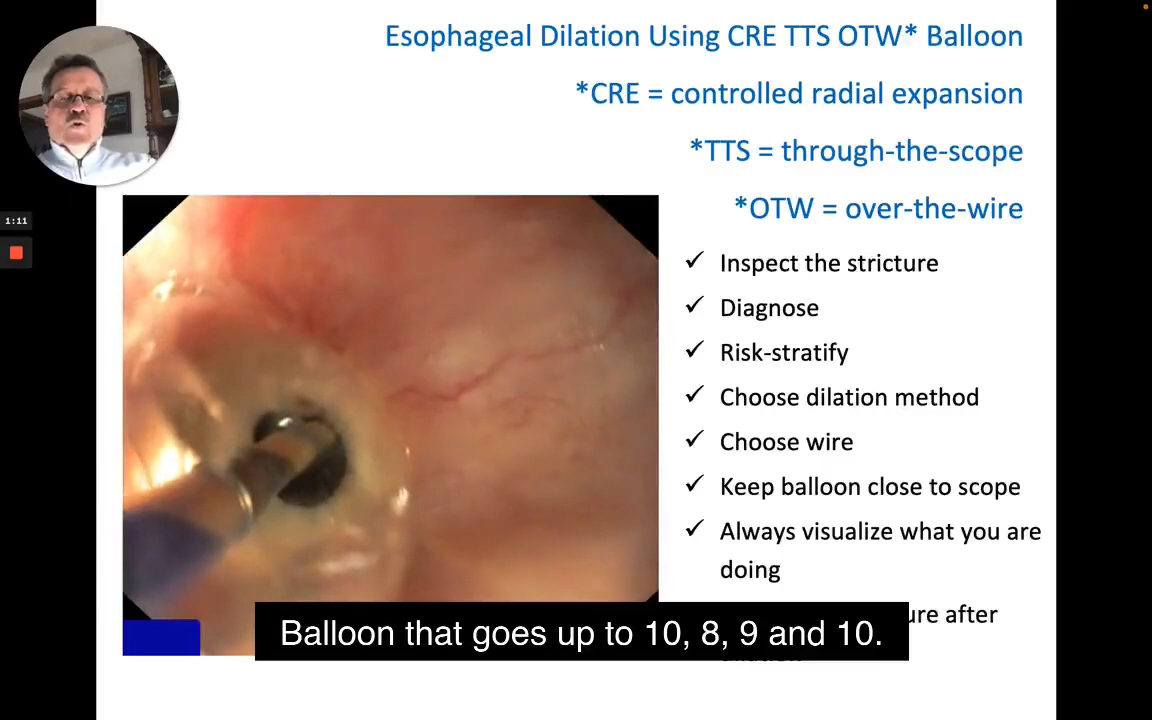 Esophageal Dilation Using CRE TTS OTW* Balloon
*CRE = controlled radial expansion
*TTS = through-the-scope
*OTW = over-the-wire
1:11
✓ Inspect the stricture
✓ Diagnose
✓ Risk-stratify
✓ Choose dilation method
✓ Choose wire
✓ Keep balloon close to scope
✓ Always visualize what you are
doing
ure after
Balloon that goes up to 10, 8, 9 and 10.